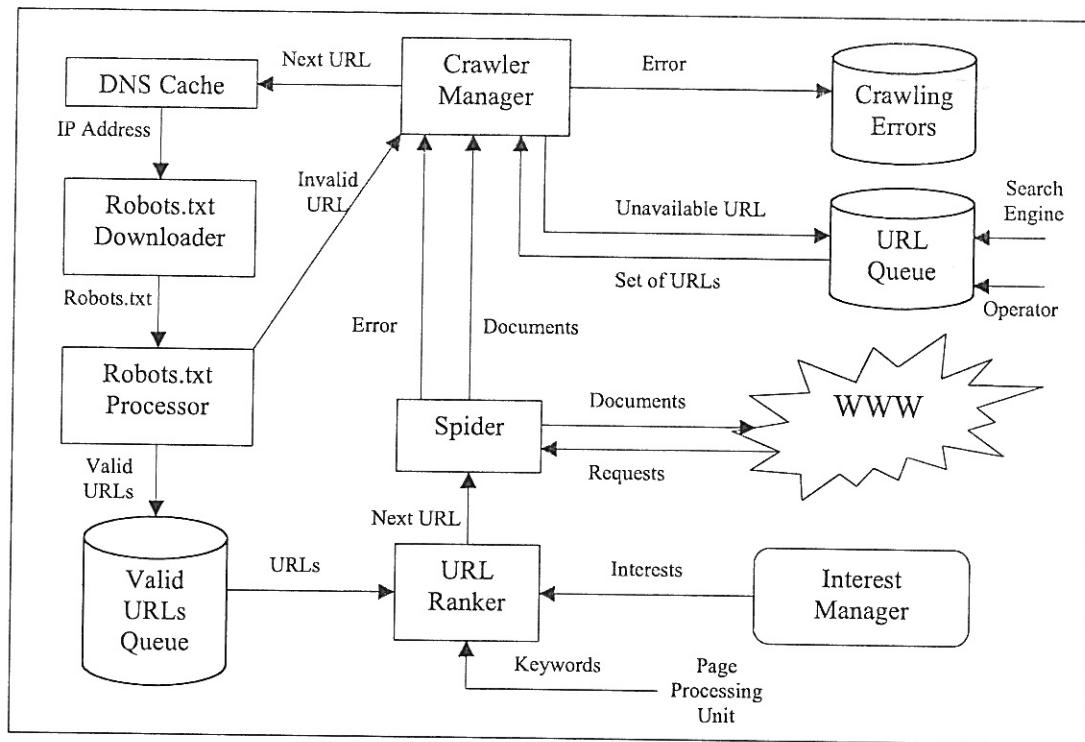 Next URL
Crawler
Manager
Error
DNS Cache
Crawling
Errors
IP Address
Invalid
URL
Robots.txt
Downloader
Unavailable URL
URL
Queue
Search
Engine
Set of URLs
Operator
Robots.txt
Error
Documents
Robots.txt
Processor
Spider
Documents
WWW
Requests
Valid
URLs
Next URL
Valid
URLs
Queue
URLs
URL
Ranker
Interests
Interest
Manager
Keywords
Page
Processing
Unit